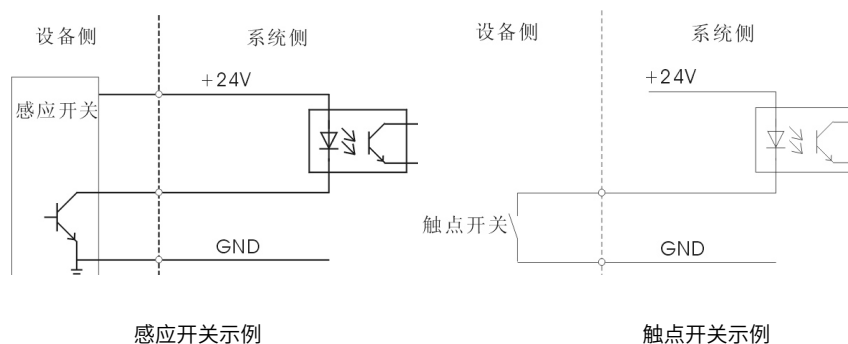 设备侧 系统侧
+24V
感应开关
GND
感应开关示例
设备侧 系统侧
+24V
触点开关
GND
触点开关示例